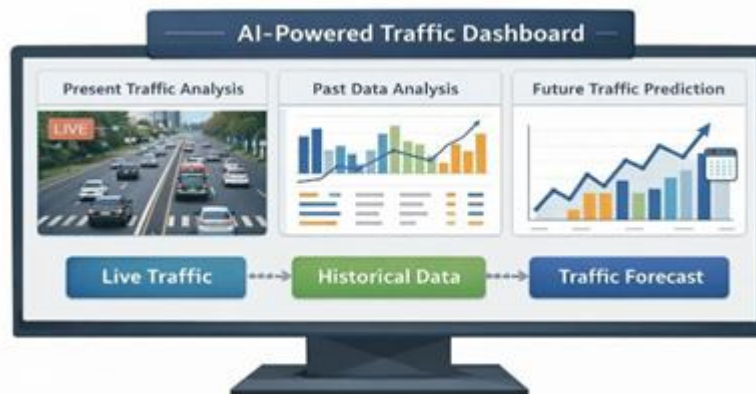 AI-Powered Traffic Dashboard
Present Traffic Analysis
Past Data Analysis
Future Traffic Prediction
LIVE
Live Traffic
Historical Data
Traffic Forecast